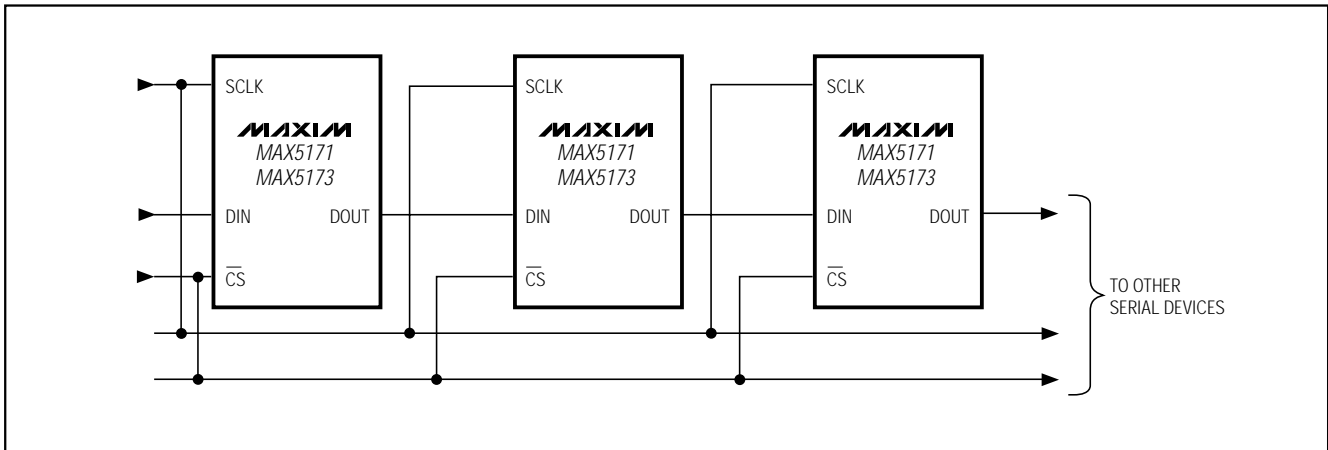 SCLK
MAXIM
MAX5171
MAX5173
DIN DOUT
CS
SCLK
MAXIM
MAX5171
MAX5173
DIN DOUT
CS
SCLK
MAXIM
MAX5171
MAX5173
DIN DOUT
CS
TO OTHER
SERIAL DEVICES